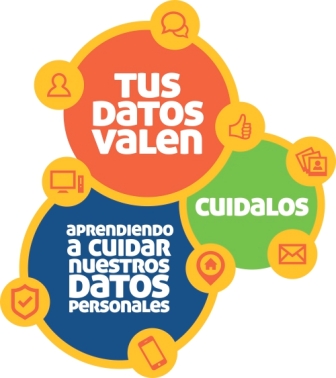 TUS
DATOS
VALEN
CUIDALOS
APRENDIENDO
A CUIDAR
NUESTROS
DATOS
PERSONALES